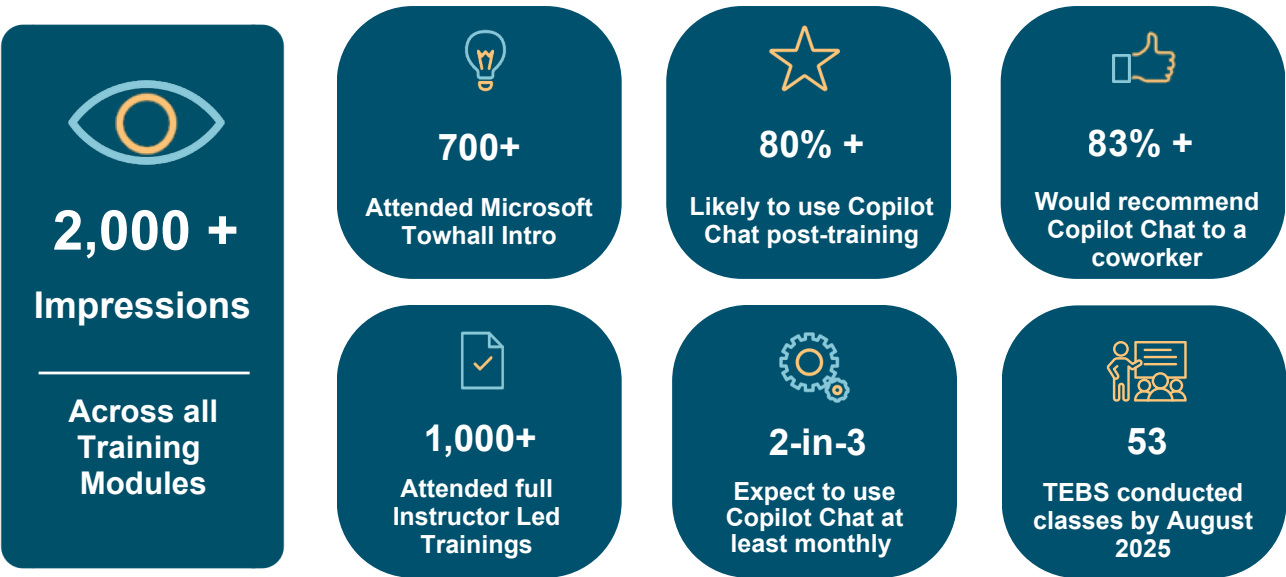 2,000 +
Impressions
Across all
Training
Modules
700+
Attended Microsoft
Towhall Intro
80% +
Likely to use Copilot
Chat post-training
83% +
Would recommend
Copilot Chat to a
coworker
1,000+
Attended full
Instructor Led
Trainings
2-in-3
Expect to use
Copilot Chat at
least monthly
53
TEBS conducted
classes by August
2025